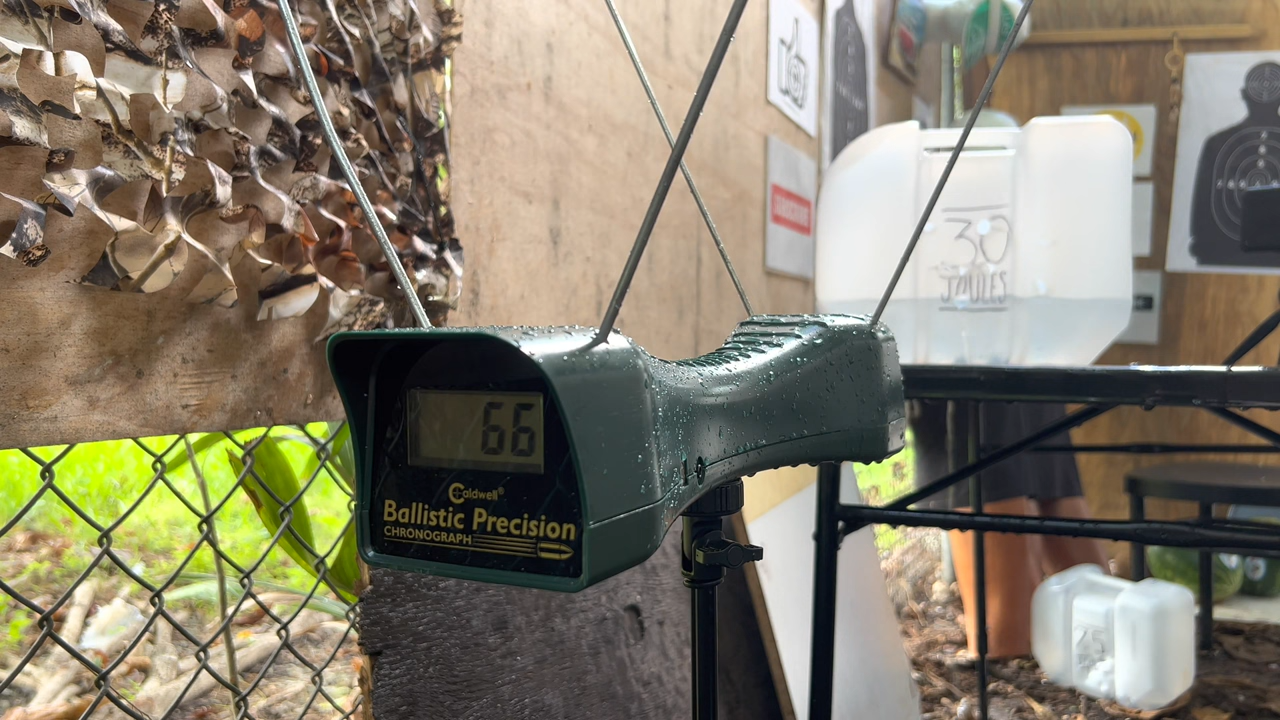 66
Caldwell®
Ballistic Precision
CHRONOGRAPH
30
JOULES